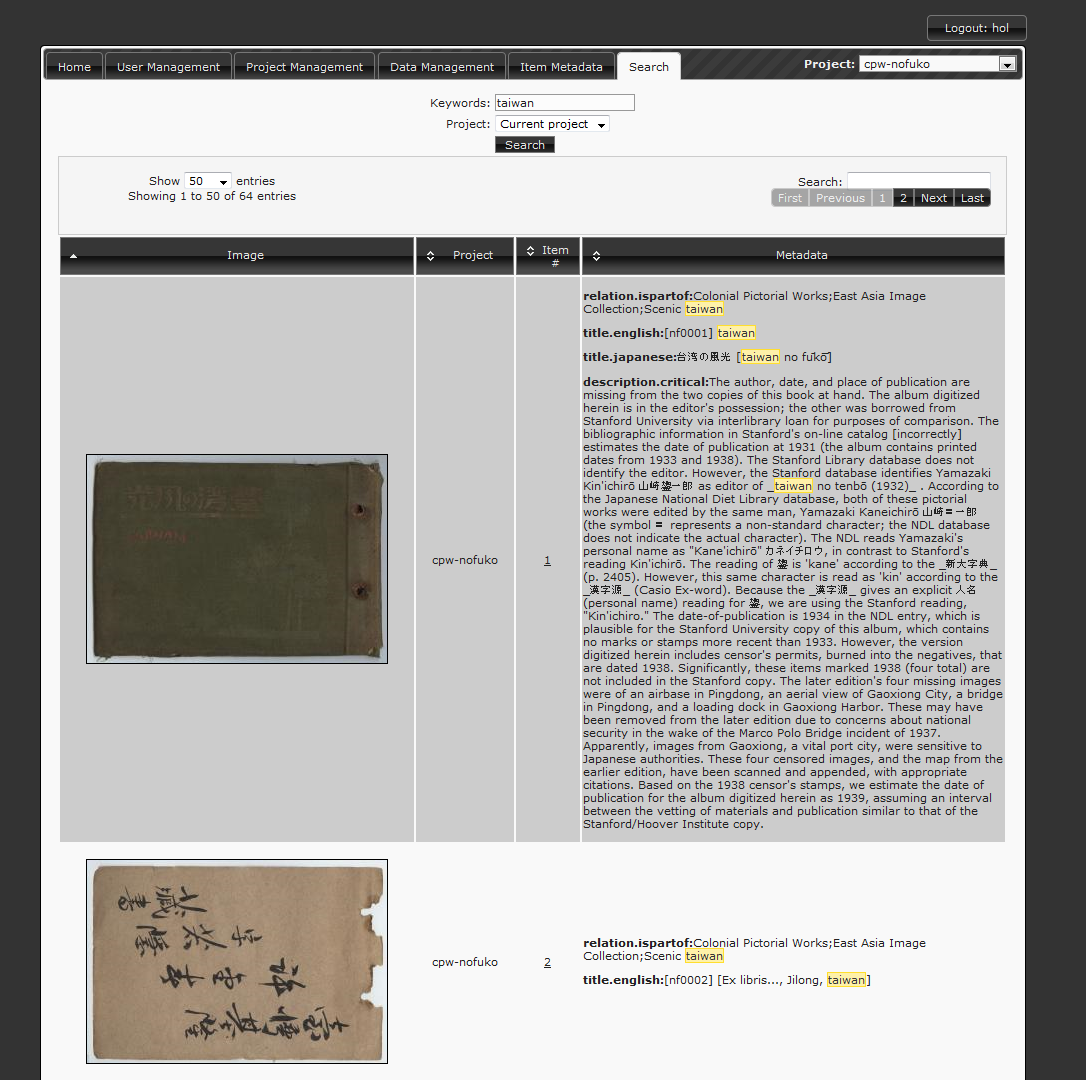 Logout: hol
Home User Management Project Management Data Management Item Metadata Search Project: cpw-nofuko
Keywords: taiwan
Project: Current project
Search
Show 50 entries
Showing 1 to 50 of 64 entries
Search:
First Previous 1 2 Next Last
Image Project Item # Metadata
relation.ispartof:Colonial Pictorial Works;East Asia Image
Collection;Scenic taiwan
title.english:[nf0001] taiwan
title.japanese:台湾の風光 [taiwan no fūkō]
description.critical:The author, date, and place of publication are
missing from the two copies of this book at hand. The album digitized
herein is in the editor's possession; the other was borrowed from
Stanford University via interlibrary loan for purposes of comparison. The
bibliographic information in Stanford's on-line catalog [incorrectly]
estimates the date of publication at 1931 (the album contains printed
dates from 1933 and 1938). The Stanford Library database does not
identify the editor. However, the Stanford database identifies Yamazaki
Kin'ichirō 山崎鋆一郎 as editor of _taiwan no tenbō (1932)_ . According to
the Japanese National Diet Library database, both of these pictorial
works were edited by the same man, Yamazaki Kaneichirō 山崎〓一郎
(the symbol 〓 represents a non-standard character; the NDL database
does not indicate the actual character). The NDL reads Yamazaki's
personal name as "Kane'ichirō" カネイチロウ, in contrast to Stanford's
reading Kin'ichirō. The reading of 鋆 is 'kane' according to the _新大字典_
(p. 2405). However, this same character is read as 'kin' according to the
_漢字源_ (Casio Ex-word). Because the _漢字源_ gives an explicit 人名
(personal name) reading for 鋆, we are using the Stanford reading,
"Kin'ichiro." The date-of-publication is 1934 in the NDL entry, which is
plausible for the Stanford University copy of this album, which contains
no marks or stamps more recent than 1933. However, the version
digitized herein includes censor's permits, burned into the negatives, that
are dated 1938. Significantly, these items marked 1938 (four total) are
not included in the Stanford copy. The later edition's four missing images
were of an airbase in Pingdong, an aerial view of Gaoxiong City, a bridge
in Pingdong, and a loading dock in Gaoxiong Harbor. These may have
been removed from the later edition due to concerns about national
security in the wake of the Marco Polo Bridge incident of 1937.
Apparently, images from Gaoxiong, a vital port city, were sensitive to
Japanese authorities. These four censored images, and the map from the
earlier edition, have been scanned and appended, with appropriate
citations. Based on the 1938 censor's stamps, we estimate the date of
publication for the album digitized herein as 1939, assuming an interval
between the vetting of materials and publication similar to that of the
Stanford/Hoover Institute copy.
cpw-nofuko 1
relation.ispartof:Colonial Pictorial Works;East Asia Image
Collection;Scenic taiwan
title.english:[nf0002] [Ex libris..., Jilong, taiwan]
cpw-nofuko 2